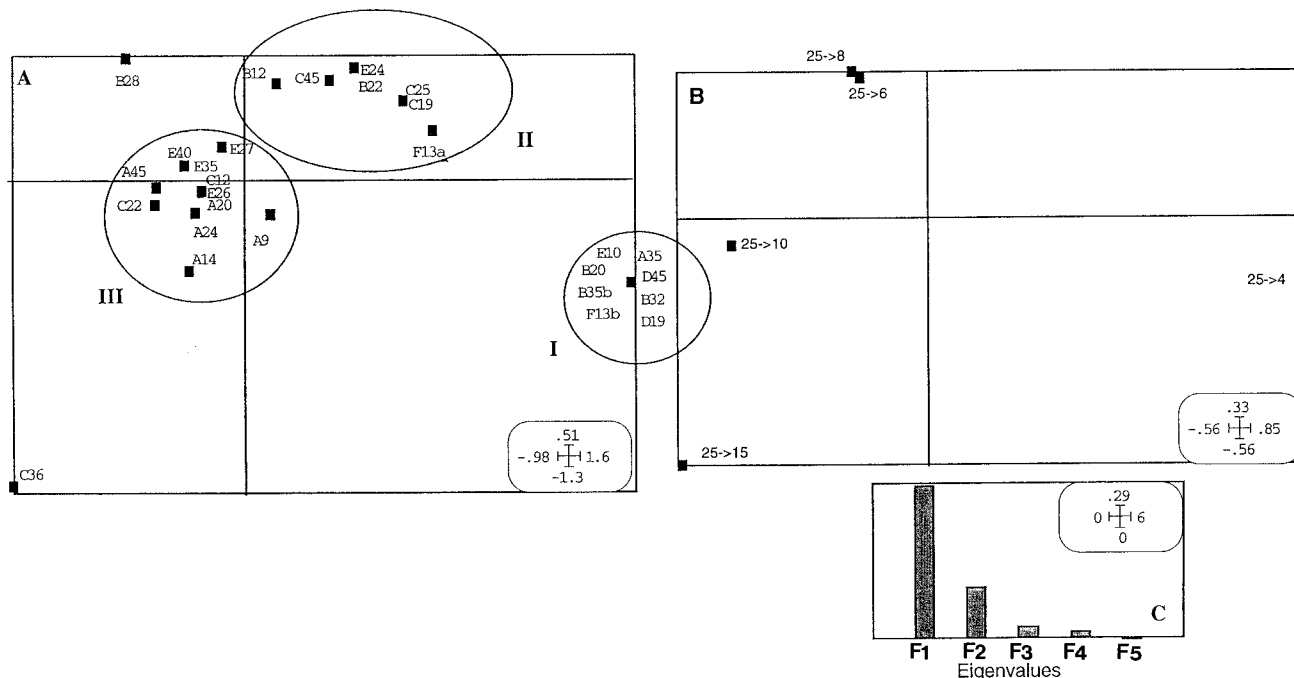 A
B28
B12
C45
E24
B22
C25
C19
F13a
II
E40
E27
E35
A45
C12
E26
C22
A20
A24
A9
A14
III
E10
A35
B20
D45
B35b
B32
F13b
D19
I
.51
-.98
1.6
-1.3
C36
25->8
B
25->6
25->10
25->4
.33
-.56
.85
-.56
25->15
.29
0
6
0
C
F1 F2 F3 F4 F5
Eigenvalues